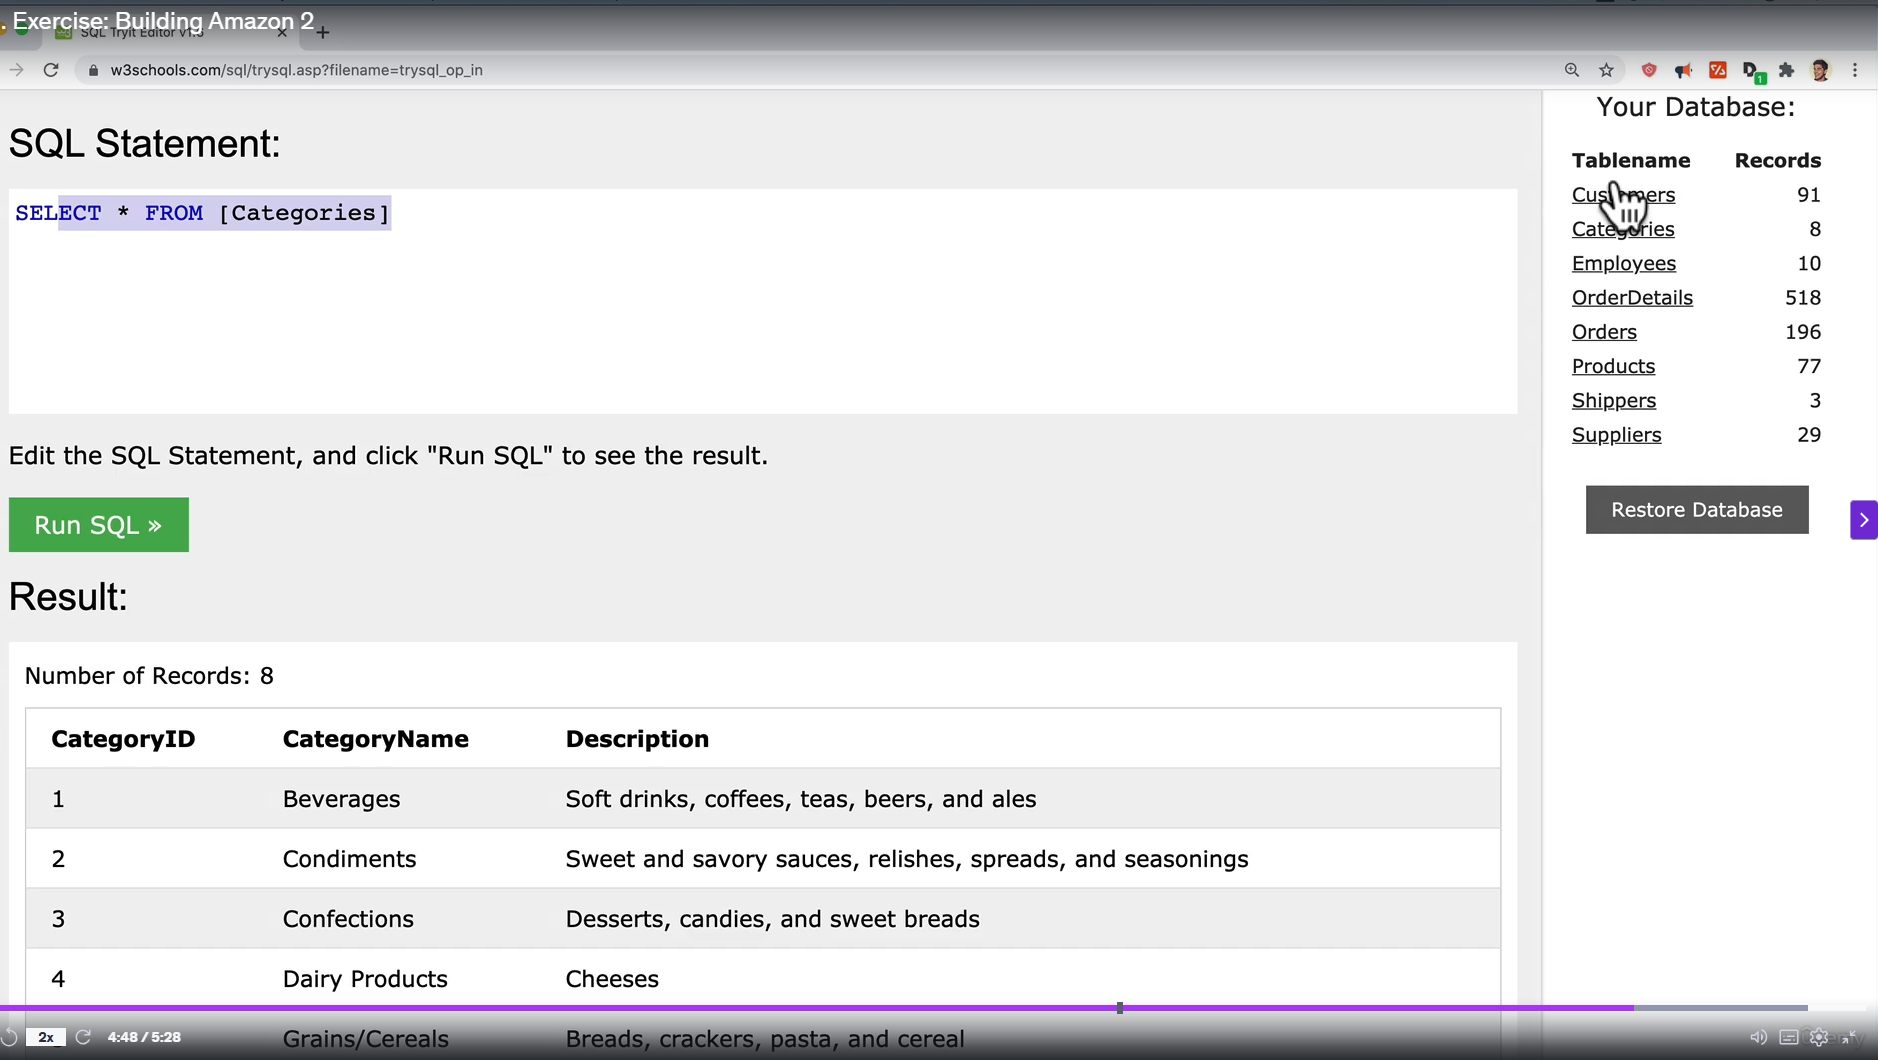 . Exercise: Building Amazon 2
SQL Tryit Editor v1.6
w3schools.com/sql/trysql.asp?filename=trysql_op_in
1
SQL Statement:
SELECT * FROM [Categories]
Edit the SQL Statement, and click "Run SQL" to see the result.
Run SQL »
Result:
Number of Records: 8
CategoryID CategoryName Description
1 Beverages Soft drinks, coffees, teas, beers, and ales
2 Condiments Sweet and savory sauces, relishes, spreads, and seasonings
3 Confections Desserts, candies, and sweet breads
4 Dairy Products Cheeses
Grains/Cereals Breads, crackers, pasta, and cereal
Your Database:
Tablename Records
Customers 91
Categories 8
Employees 10
OrderDetails 518
Orders 196
Products 77
Shippers 3
Suppliers 29
Restore Database
2x 4:48 / 5:28